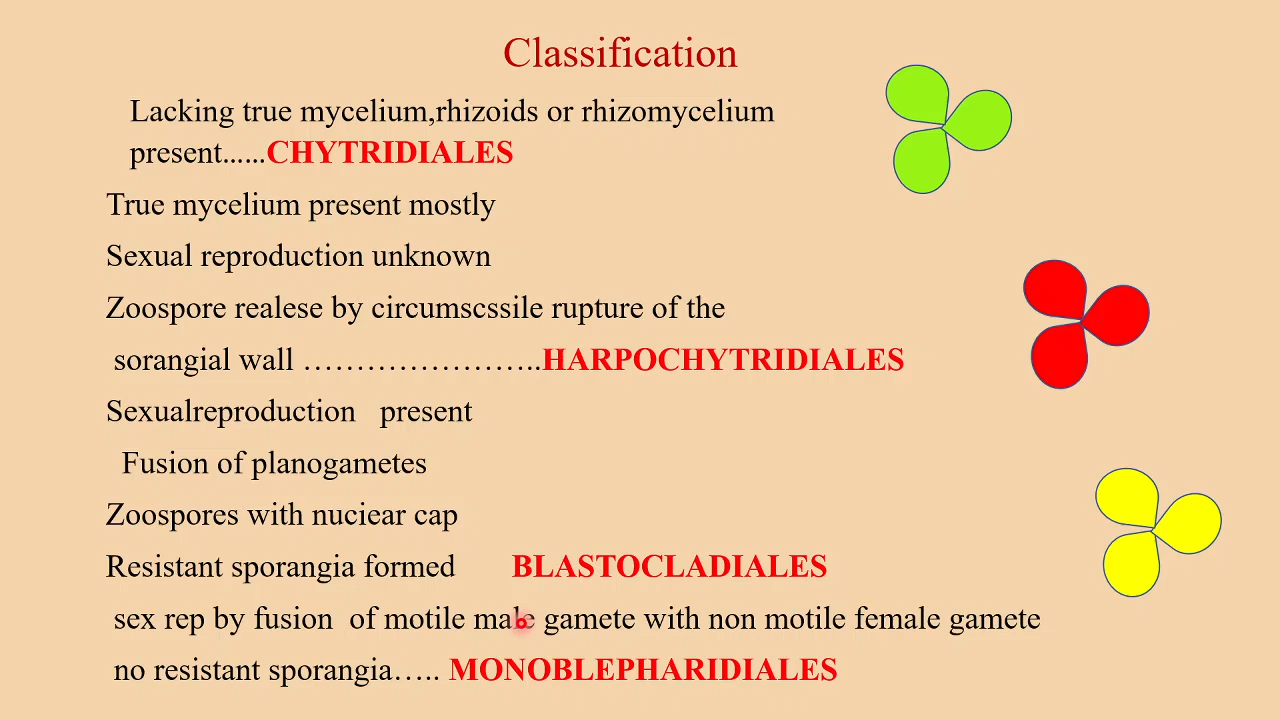 Classification
Lacking true mycelium,rhizoids or rhizomycelium
present......CHYTRIDIALES
True mycelium present mostly
Sexual reproduction unknown
Zoospore realese by circumscssile rupture of the
sorangial wall …………………..HARPOCHYTRIDIALES
Sexualreproduction present
Fusion of planogametes
Zoospores with nuciear cap
Resistant sporangia formed BLASTOCLADIALES
sex rep by fusion of motile male gamete with non motile female gamete
no resistant sporangia….. MONOBLEPHARIDIALES